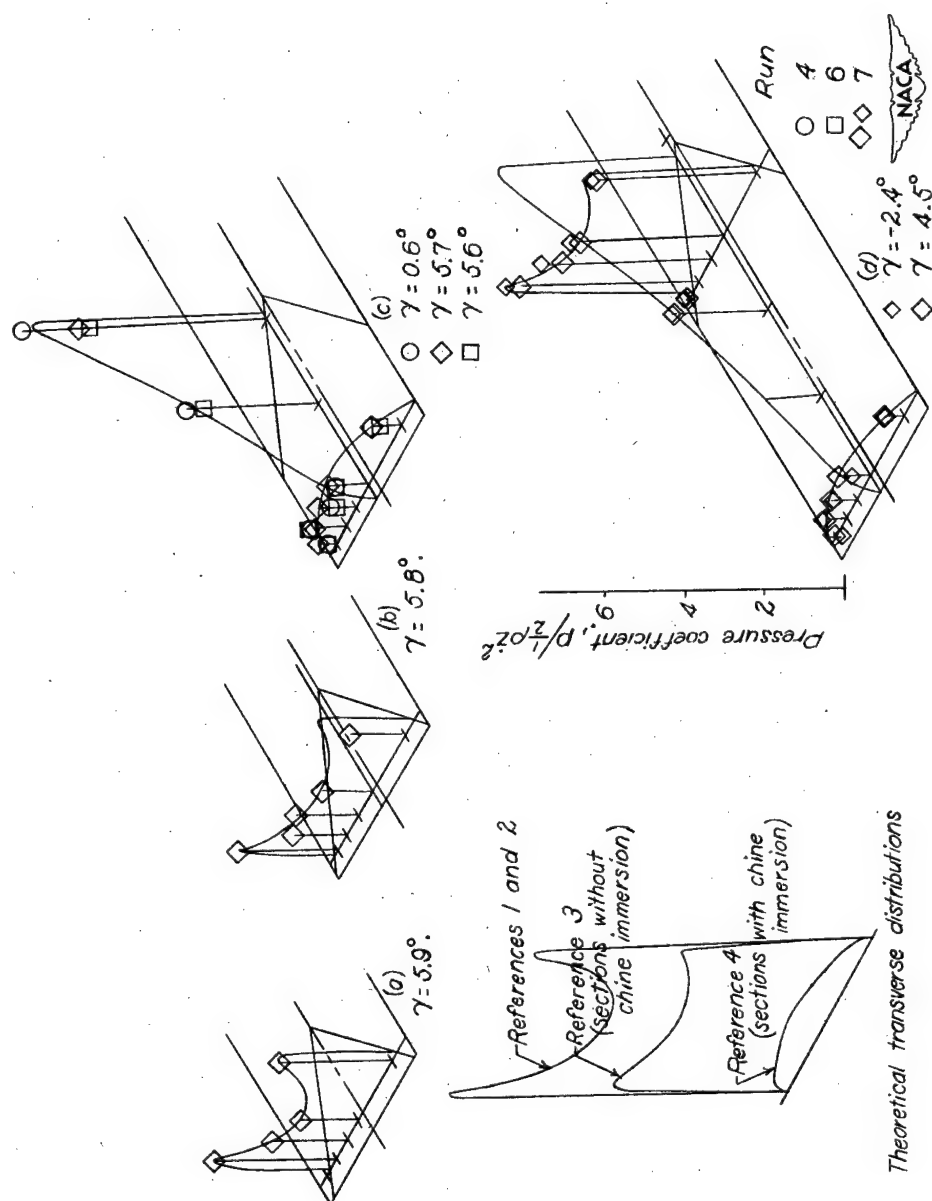 (a)
γ = 5.9°
(b)
γ = 5.8°.
(c)
γ = 0.6°
γ = 5.7°
γ = 5.6°
References 1 and 2
Reference 3
(sections without
chine immersion)
Reference 4
(sections with chine
immersion)
Theoretical transverse distributions
Pressure coefficient, p/½ρż²
6
4
2
0
(d)
γ = -2.4°
γ = 4.5°
Run
4
6
7
NACA